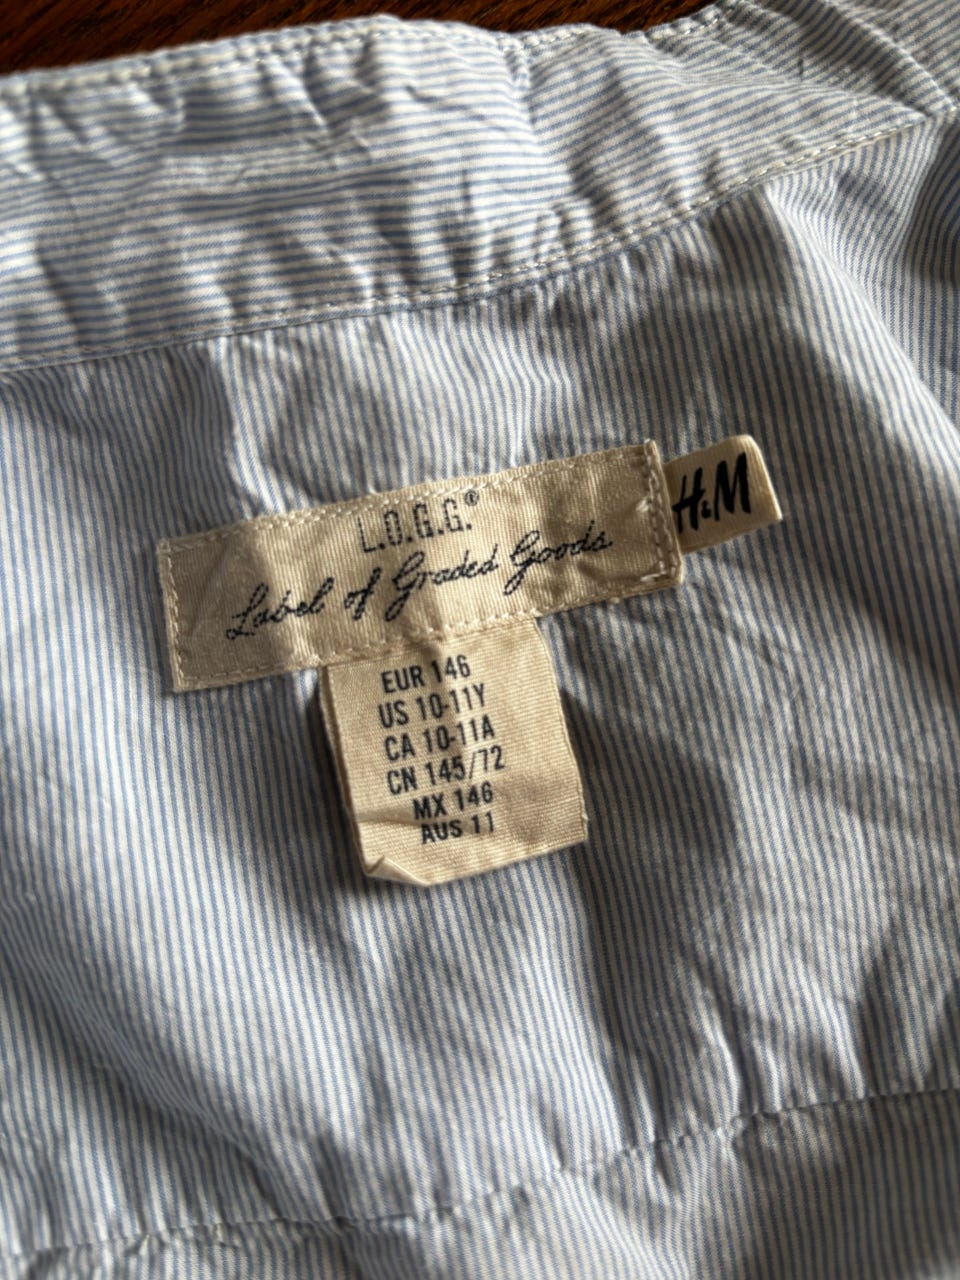 L.O.G.G.®
Label of Graded Goods
H&M
EUR 146
US 10-11Y
CA 10-11A
CN 145/72
MX 146
AUS 11